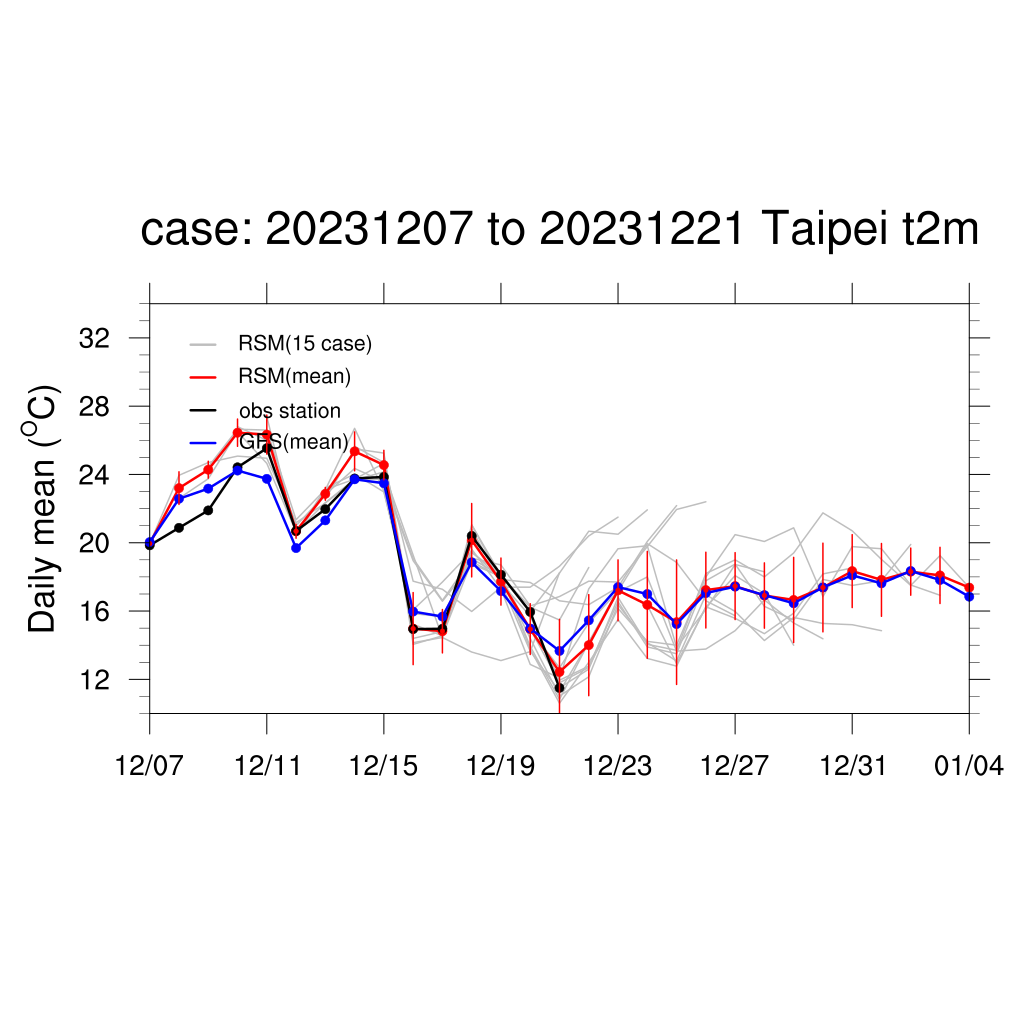 case: 20231207 to 20231221 Taipei t2m
Daily mean (°C)
32
28
24
20
16
12
RSM(15 case)
RSM(mean)
obs station
GFS(mean)
12/07 12/11 12/15 12/19 12/23 12/27 12/31 01/04